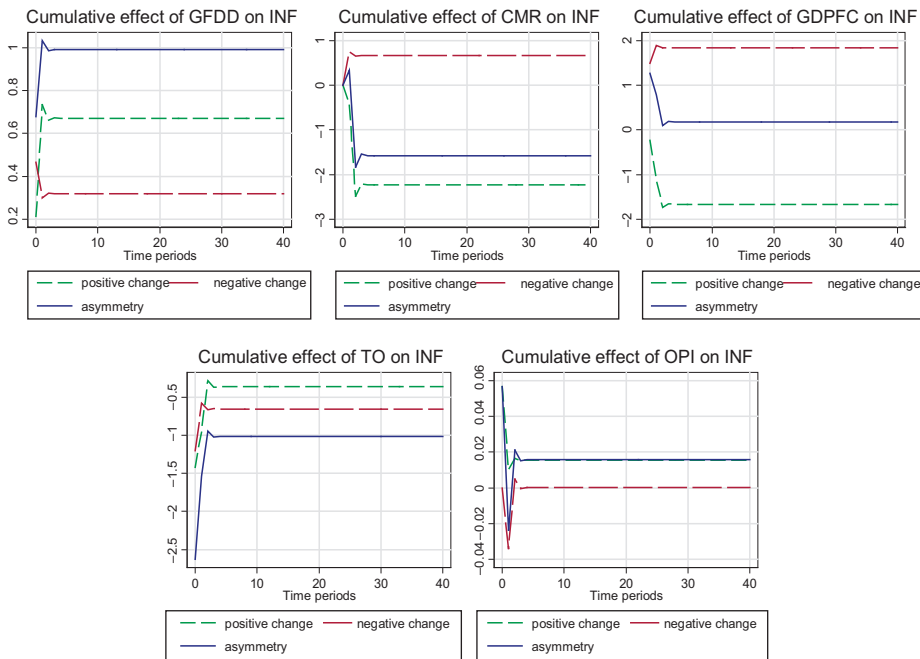 Cumulative effect of GFDD on INF
1
0.8
0.6
0.4
0.2
0 10 20 30 40
Time periods
positive change negative change
asymmetry
Cumulative effect of CMR on INF
1
0
−1
−2
−3
0 10 20 30 40
Time periods
positive change negative change
asymmetry
Cumulative effect of GDPFC on INF
2
1
0
−1
−2
0 10 20 30 40
Time periods
positive change negative change
asymmetry
Cumulative effect of TO on INF
−0.5
−1
−1.5
−2
−2.5
0 10 20 30 40
Time periods
positive change negative change
asymmetry
Cumulative effect of OPI on INF
0.06
0.04
0.02
0
−0.02
−0.04
0 10 20 30 40
Time periods
positive change negative change
asymmetry